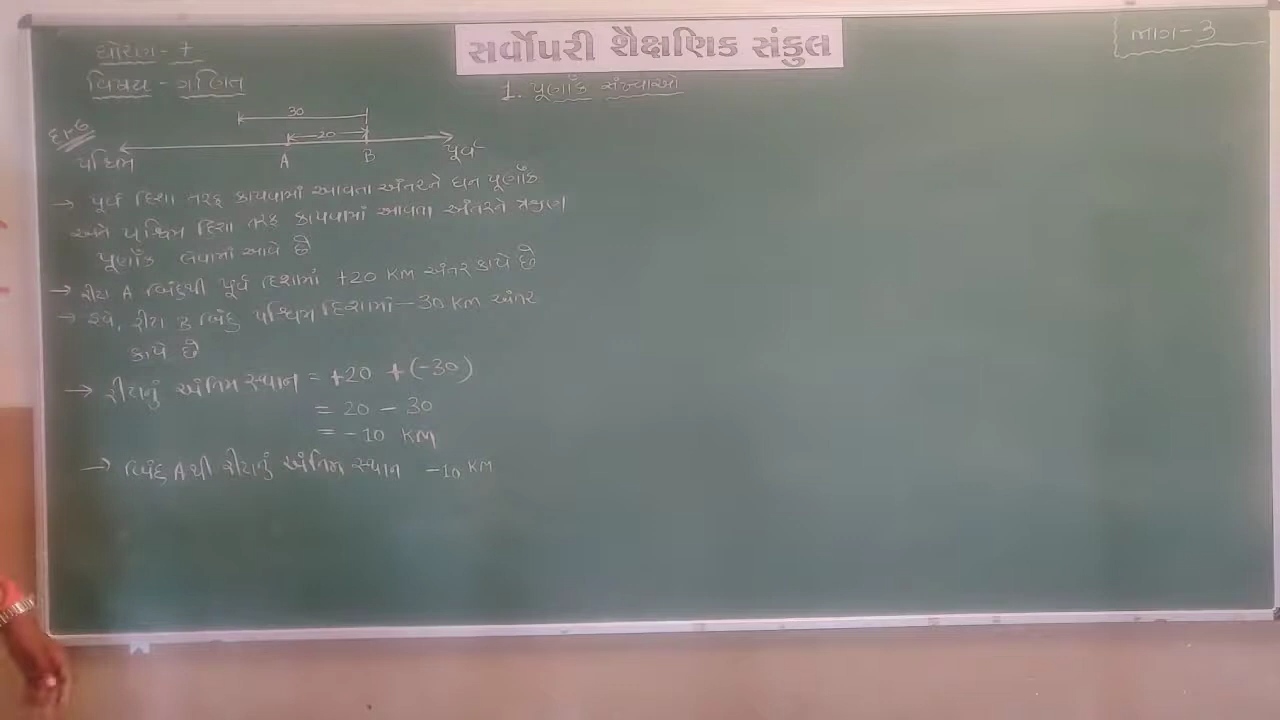 સર્વોપરી શૈક્ષણિક સંકુલ
ધોરણ - 7
ભાગ - 3
વિષય - ગણિત
1. પૂર્ણાંક સંખ્યાઓ
દા-6
30
20
પશ્ચિમ
A
B
પૂર્વ
→ પૂર્વ દિશા તરફ કાપવામાં આવતા અંતરને ધન પૂર્ણાંક
અને પશ્ચિમ દિશા તરફ કાપવામાં આવતા અંતરને ત્રઋણ
પૂર્ણાંક લેવામાં આવે છે
→ રીટા A બિંદુથી પૂર્વ દિશામાં +20 KM અંતર કાપે છે
→ હવે, રીટા B બિંદુ પશ્ચિમ દિશામાં -30 KM અંતર
કાપે છે
→ રીટાનું અંતિમ સ્થાન = +20 + (-30)
= 20 - 30
= -10 KM
→ બિંદુ A થી રીટાનું અંતિમ સ્થાન -10 KM